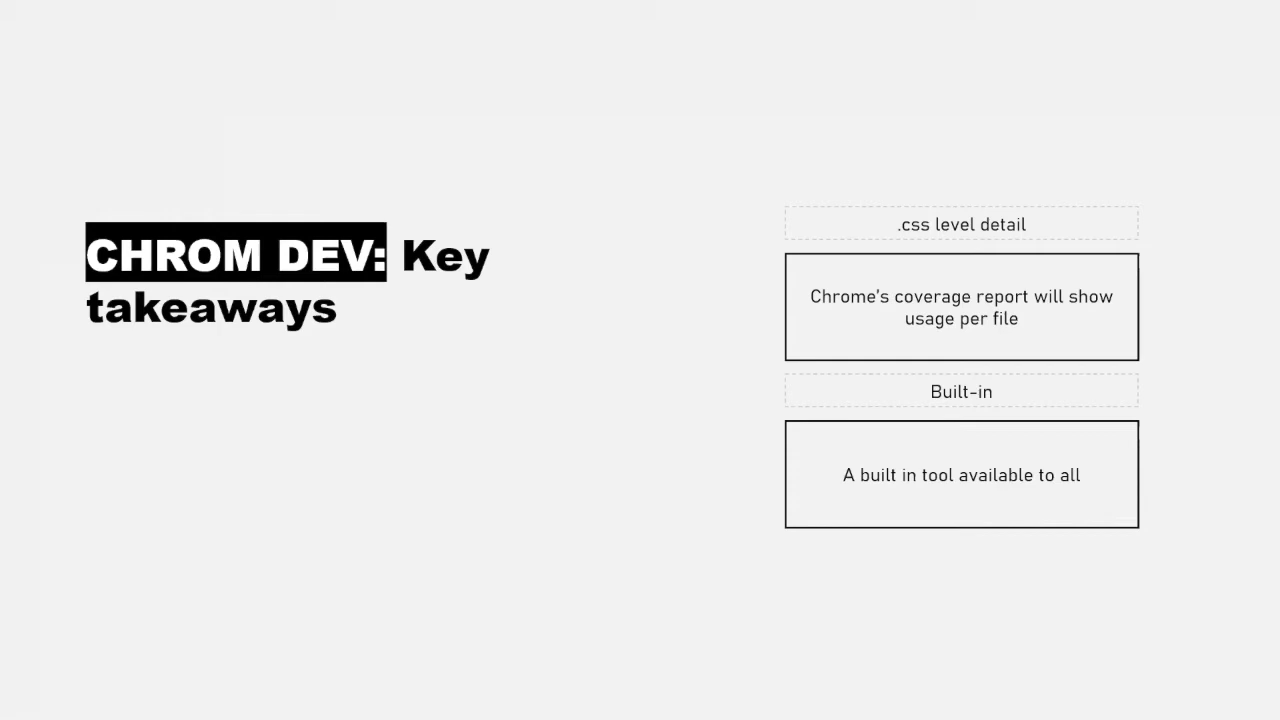 CHROM DEV: Key
takeaways
.css level detail
Chrome's coverage report will show
usage per file
Built-in
A built in tool available to all